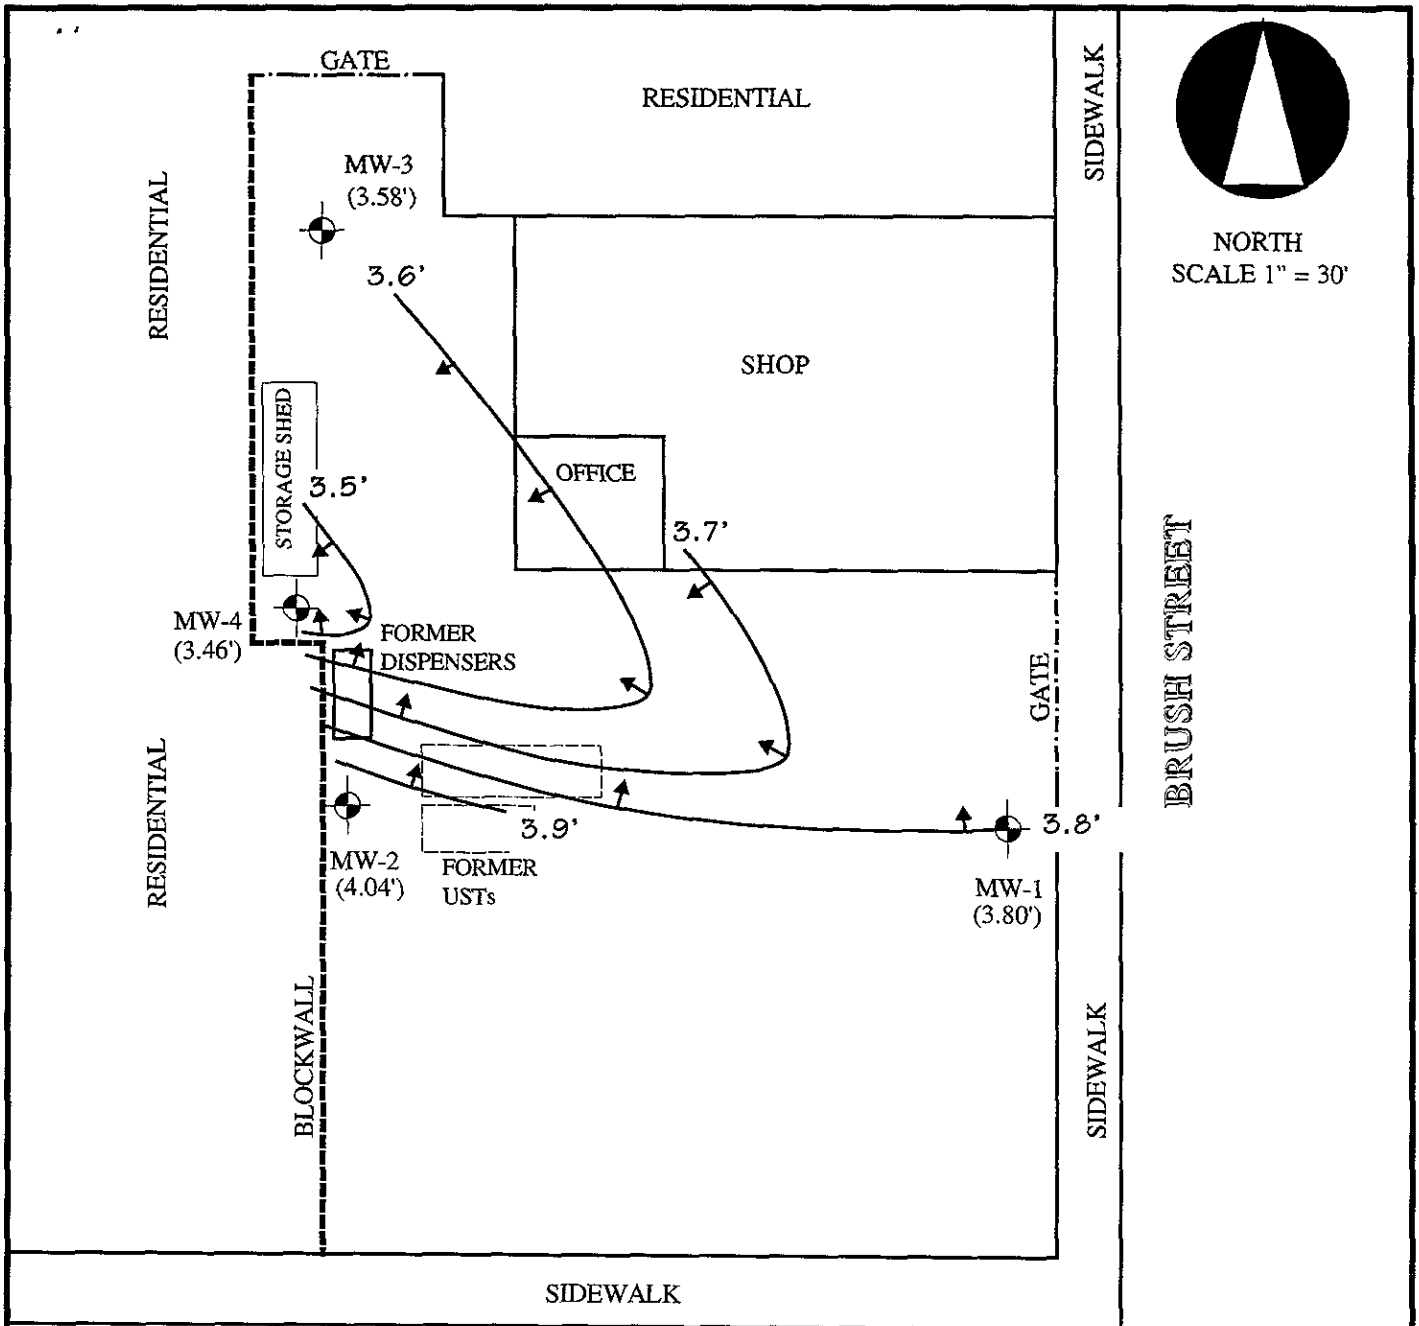 GATE
RESIDENTIAL
SIDEWALK
MW-3
(3.58')
RESIDENTIAL
NORTH
SCALE 1" = 30'
3.6'
SHOP
STORAGE SHED
OFFICE
3.5'
3.7'
BRUSH STREET
MW-4
(3.46')
FORMER
DISPENSERS
GATE
RESIDENTIAL
3.9'
3.8'
MW-2
(4.04')
FORMER
USTs
MW-1
(3.80')
BLOCKWALL
SIDEWALK
SIDEWALK